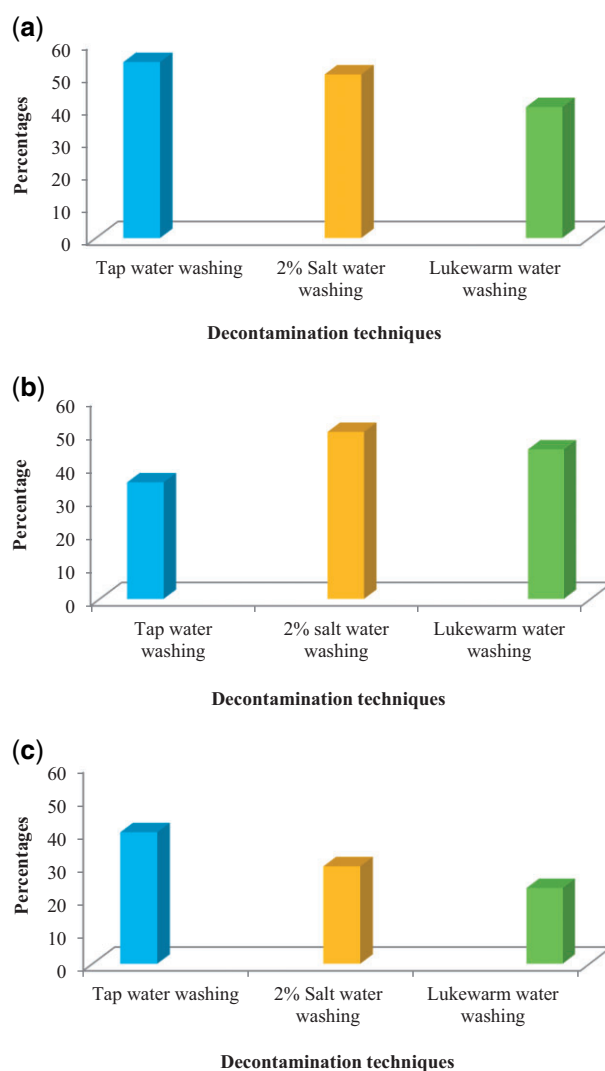 (a)
Percentages
60
50
40
30
20
10
0
Tap water washing
2% Salt water
washing
Lukewarm water
washing
Decontamination techniques
(b)
Percentage
60
50
40
30
20
10
0
Tap water
washing
2% salt water
washing
Lukewarm water
washing
Decontamination techniques
(c)
Percentages
60
50
40
30
20
10
0
Tap water washing
2% Salt water
washing
Lukewarm water
washing
Decontamination techniques